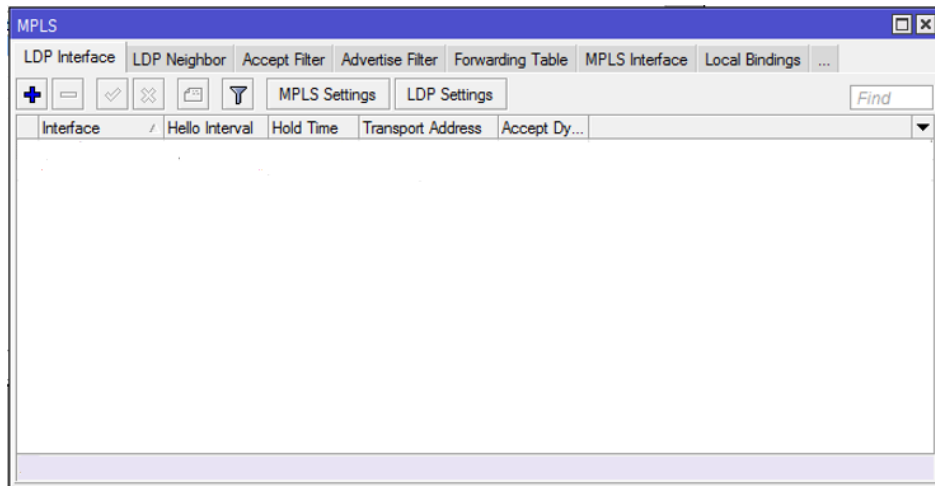 MPLS
LDP Interface LDP Neighbor Accept Filter Advertise Filter Forwarding Table MPLS Interface Local Bindings ...
MPLS Settings LDP Settings Find
Interface Hello Interval Hold Time Transport Address Accept Dy...